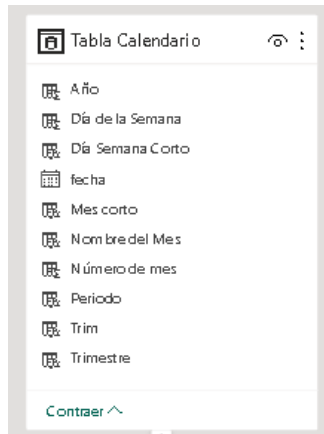 Tabla Calendario
Año
Día de la Semana
Día Semana Corto
fecha
Mes corto
Nombre del Mes
Número de mes
Periodo
Trim
Trimestre
Contraer